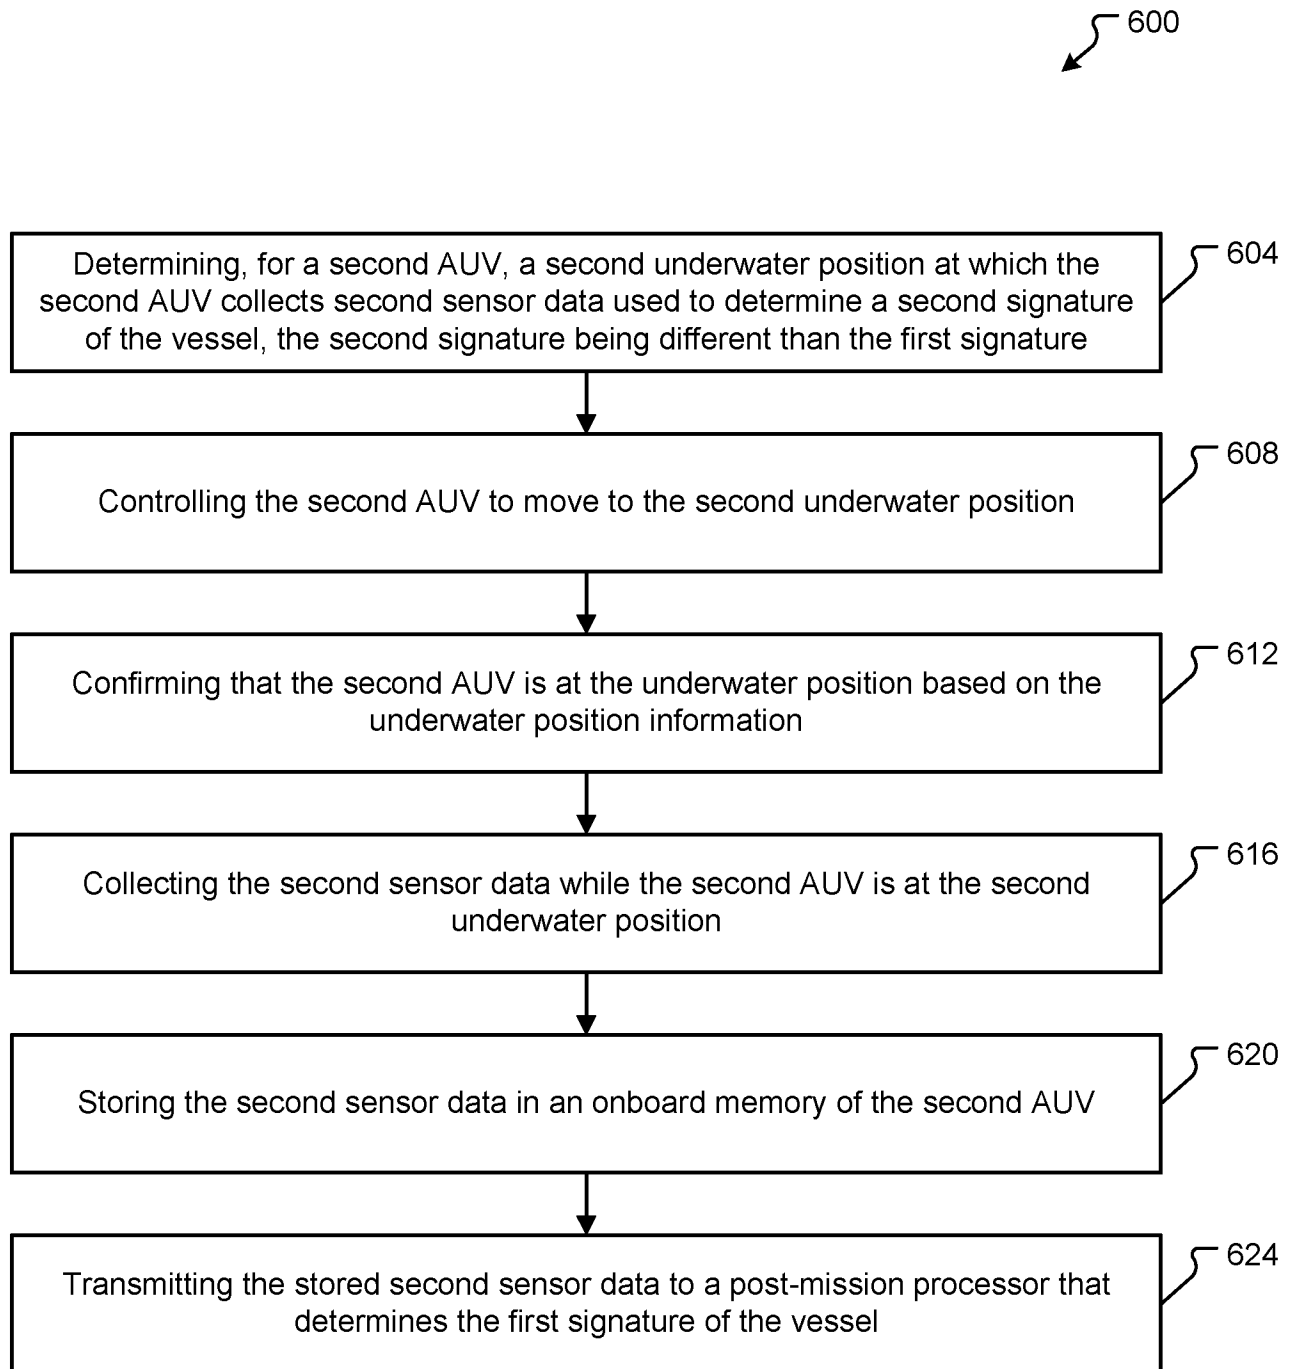 600
Determining, for a second AUV, a second underwater position at which the
second AUV collects second sensor data used to determine a second signature
of the vessel, the second signature being different than the first signature
604
Controlling the second AUV to move to the second underwater position
608
Confirming that the second AUV is at the underwater position based on the
underwater position information
612
Collecting the second sensor data while the second AUV is at the second
underwater position
616
Storing the second sensor data in an onboard memory of the second AUV
620
Transmitting the stored second sensor data to a post-mission processor that
determines the first signature of the vessel
624